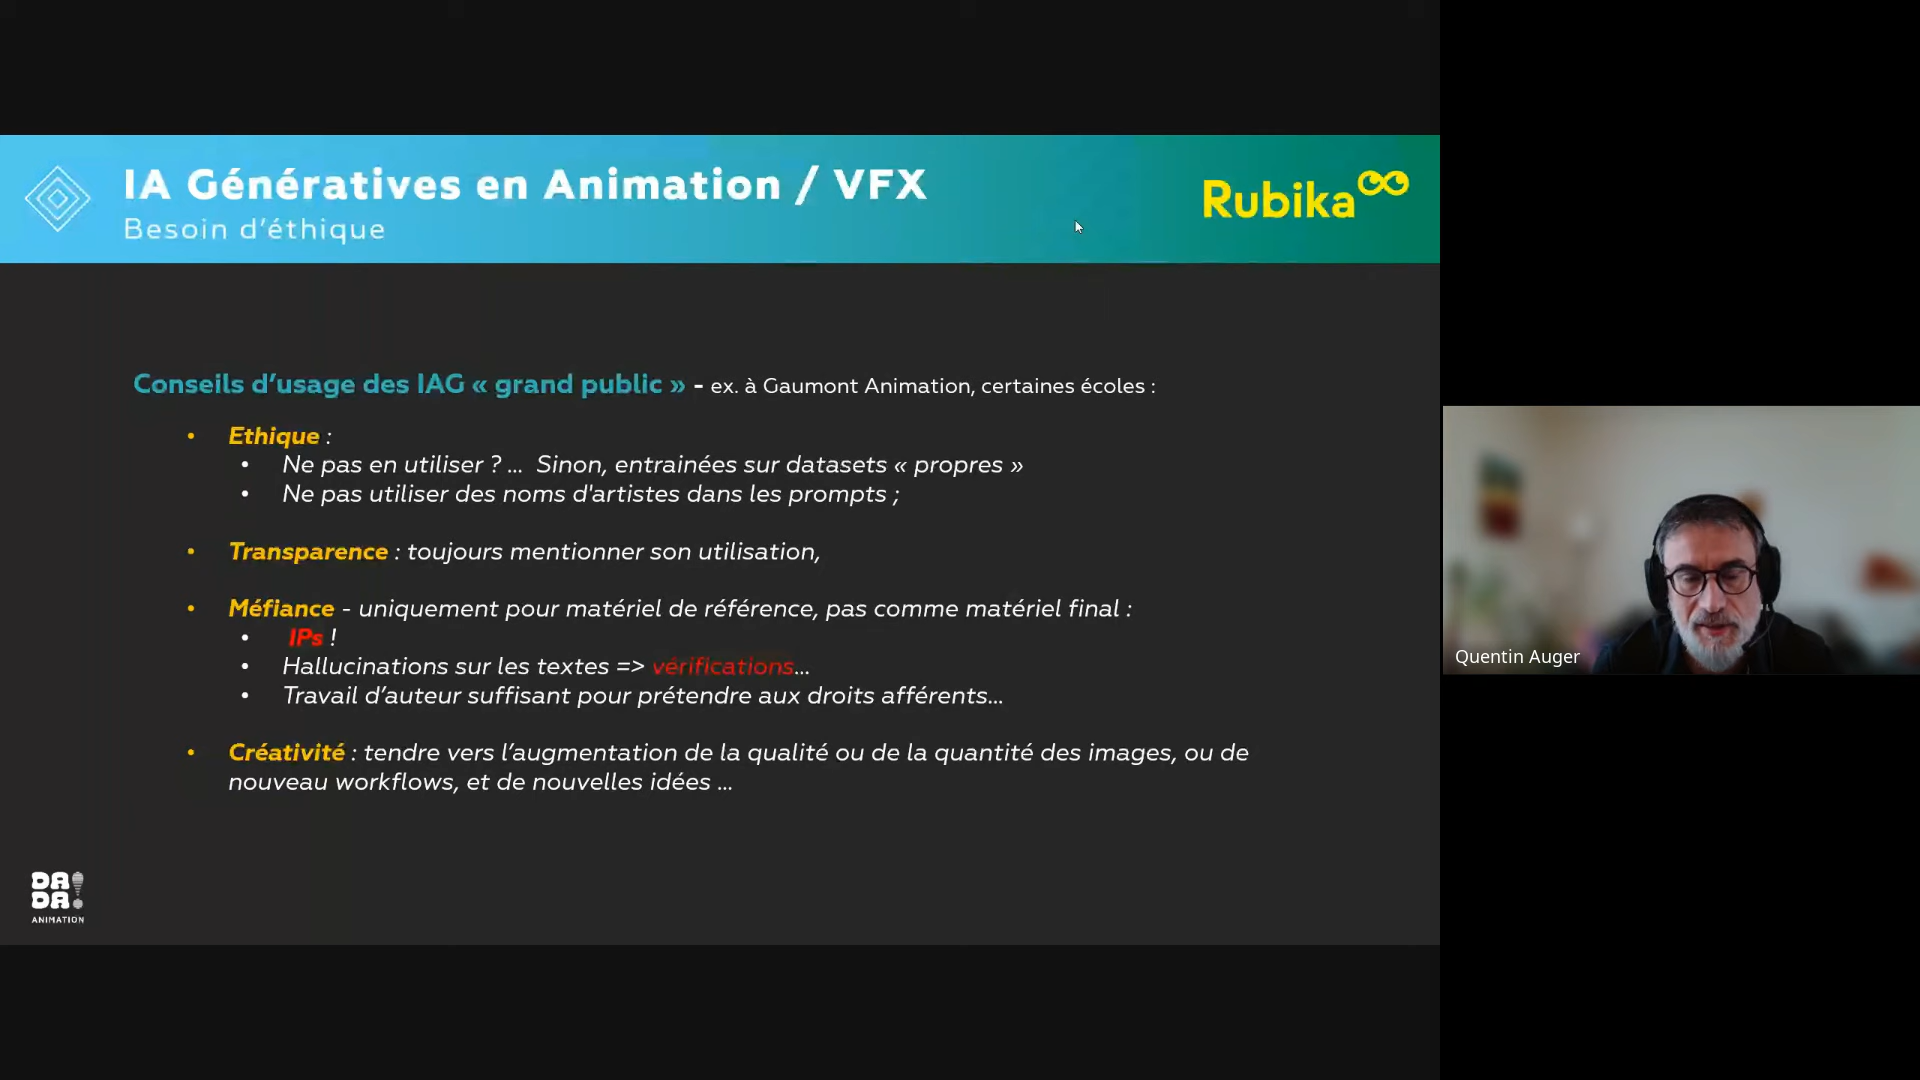 IA Génératives en Animation / VFX
Besoin d’éthique
Rubika
Conseils d’usage des IAG « grand public » - ex. à Gaumont Animation, certaines écoles :
• Ethique :
• Ne pas en utiliser ? ... Sinon, entrainées sur datasets « propres »
• Ne pas utiliser des noms d'artistes dans les prompts ;
• Transparence : toujours mentionner son utilisation,
• Méfiance - uniquement pour matériel de référence, pas comme matériel final :
• IPs !
• Hallucinations sur les textes => vérifications...
• Travail d’auteur suffisant pour prétendre aux droits afférents...
• Créativité : tendre vers l’augmentation de la qualité ou de la quantité des images, ou de
nouveau workflows, et de nouvelles idées ...
DA
DA!
ANIMATION
Quentin Auger